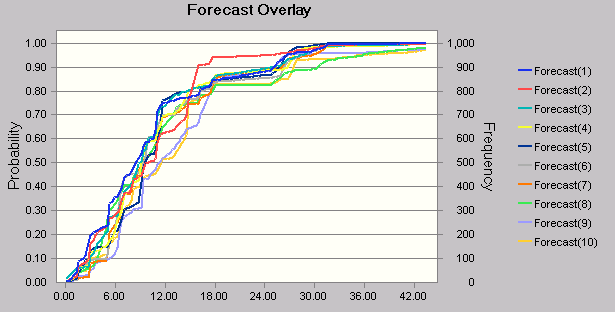 Forecast Overlay
1.00 1,000
0.90 900
0.80 800
0.70 700
0.60 600
0.50 500
0.40 400
0.30 300
0.20 200
0.10 100
0.00 0
Probability
Frequency
0.00 6.00 12.00 18.00 24.00 30.00 36.00 42.00
Forecast(1)
Forecast(2)
Forecast(3)
Forecast(4)
Forecast(5)
Forecast(6)
Forecast(7)
Forecast(8)
Forecast(9)
Forecast(10)